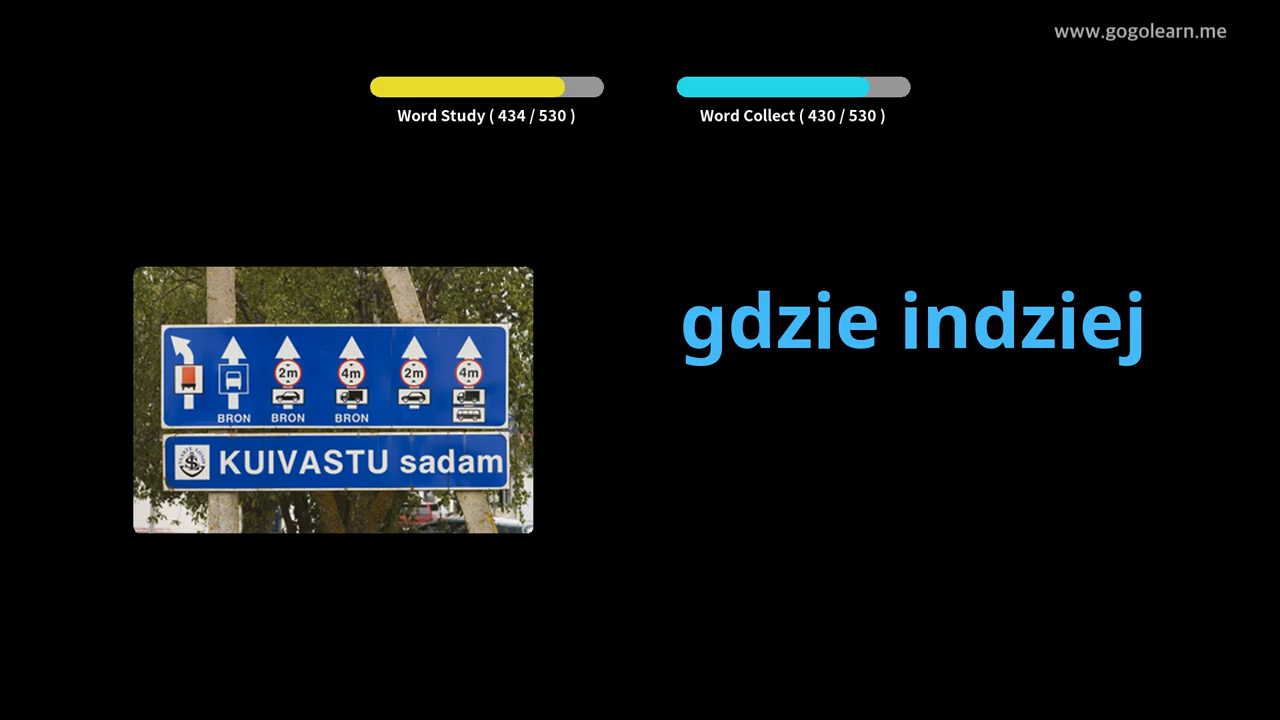 www.gogolearn.me
Word Study ( 434 / 530 )
Word Collect ( 430 / 530 )
gdzie indziej
2m 4m 2m 4m
BRON BRON BRON
KUIVASTU sadam